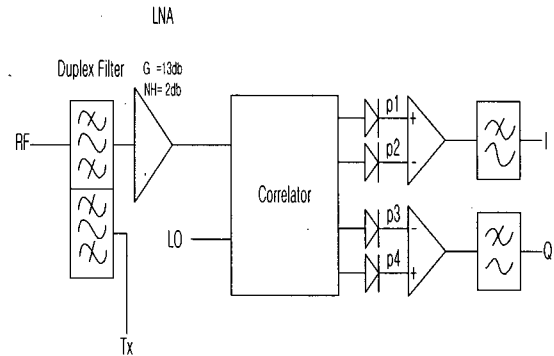 LNA
Duplex Filter
G =13db
NH= 2db
RF
p1
+
p2
-
I
Correlator
LO
p3
-
p4
+
Q
Tx